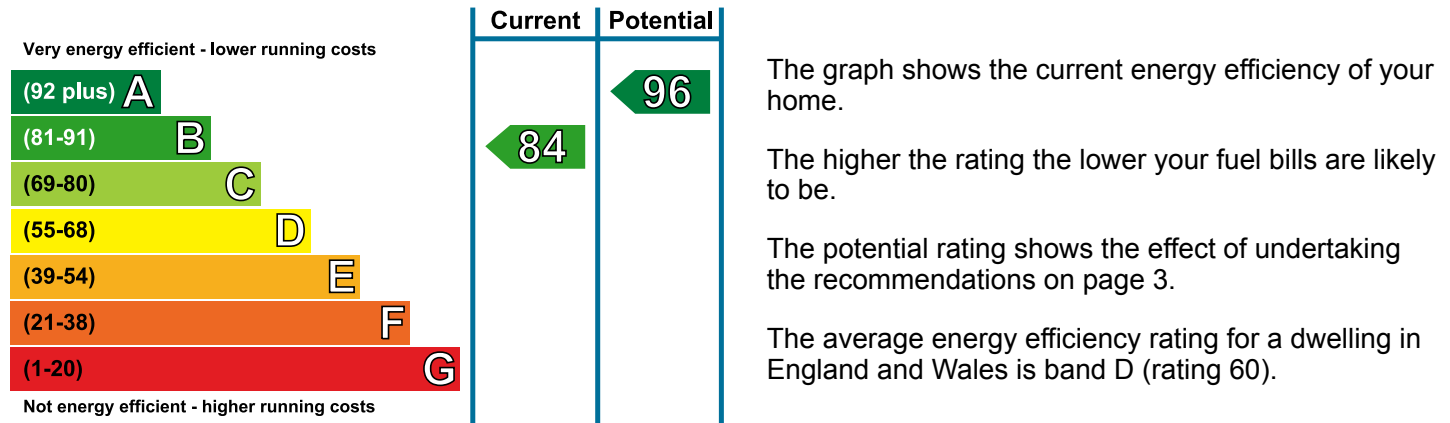 Current Potential
Very energy efficient - lower running costs
(92 plus) A
96
(81-91) B
84
(69-80) C
(55-68) D
(39-54) E
(21-38) F
(1-20) G
Not energy efficient - higher running costs
The graph shows the current energy efficiency of your
home.
The higher the rating the lower your fuel bills are likely
to be.
The potential rating shows the effect of undertaking
the recommendations on page 3.
The average energy efficiency rating for a dwelling in
England and Wales is band D (rating 60).